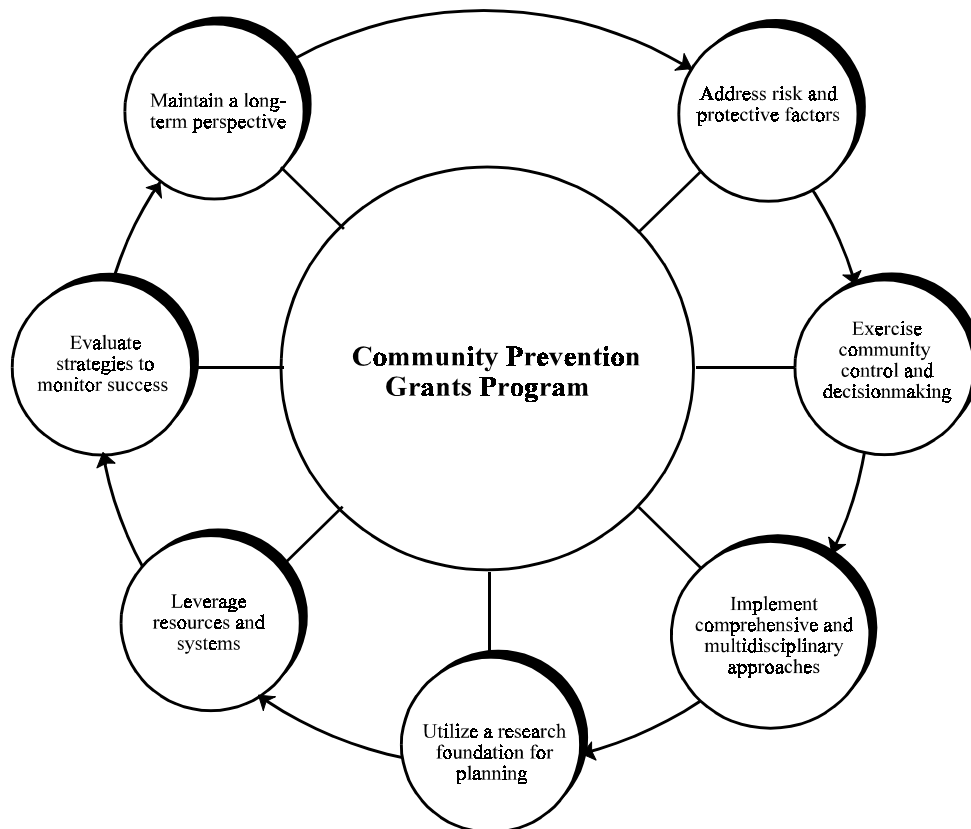 Maintain a long-
term perspective
Address risk and
protective factors
Evaluate
strategies to
monitor success
Community Prevention
Grants Program
Exercise
community
control and
decisionmaking
Leverage
resources and
systems
Implement
comprehensive and
multidisciplinary
approaches
Utilize a research
foundation for
planning